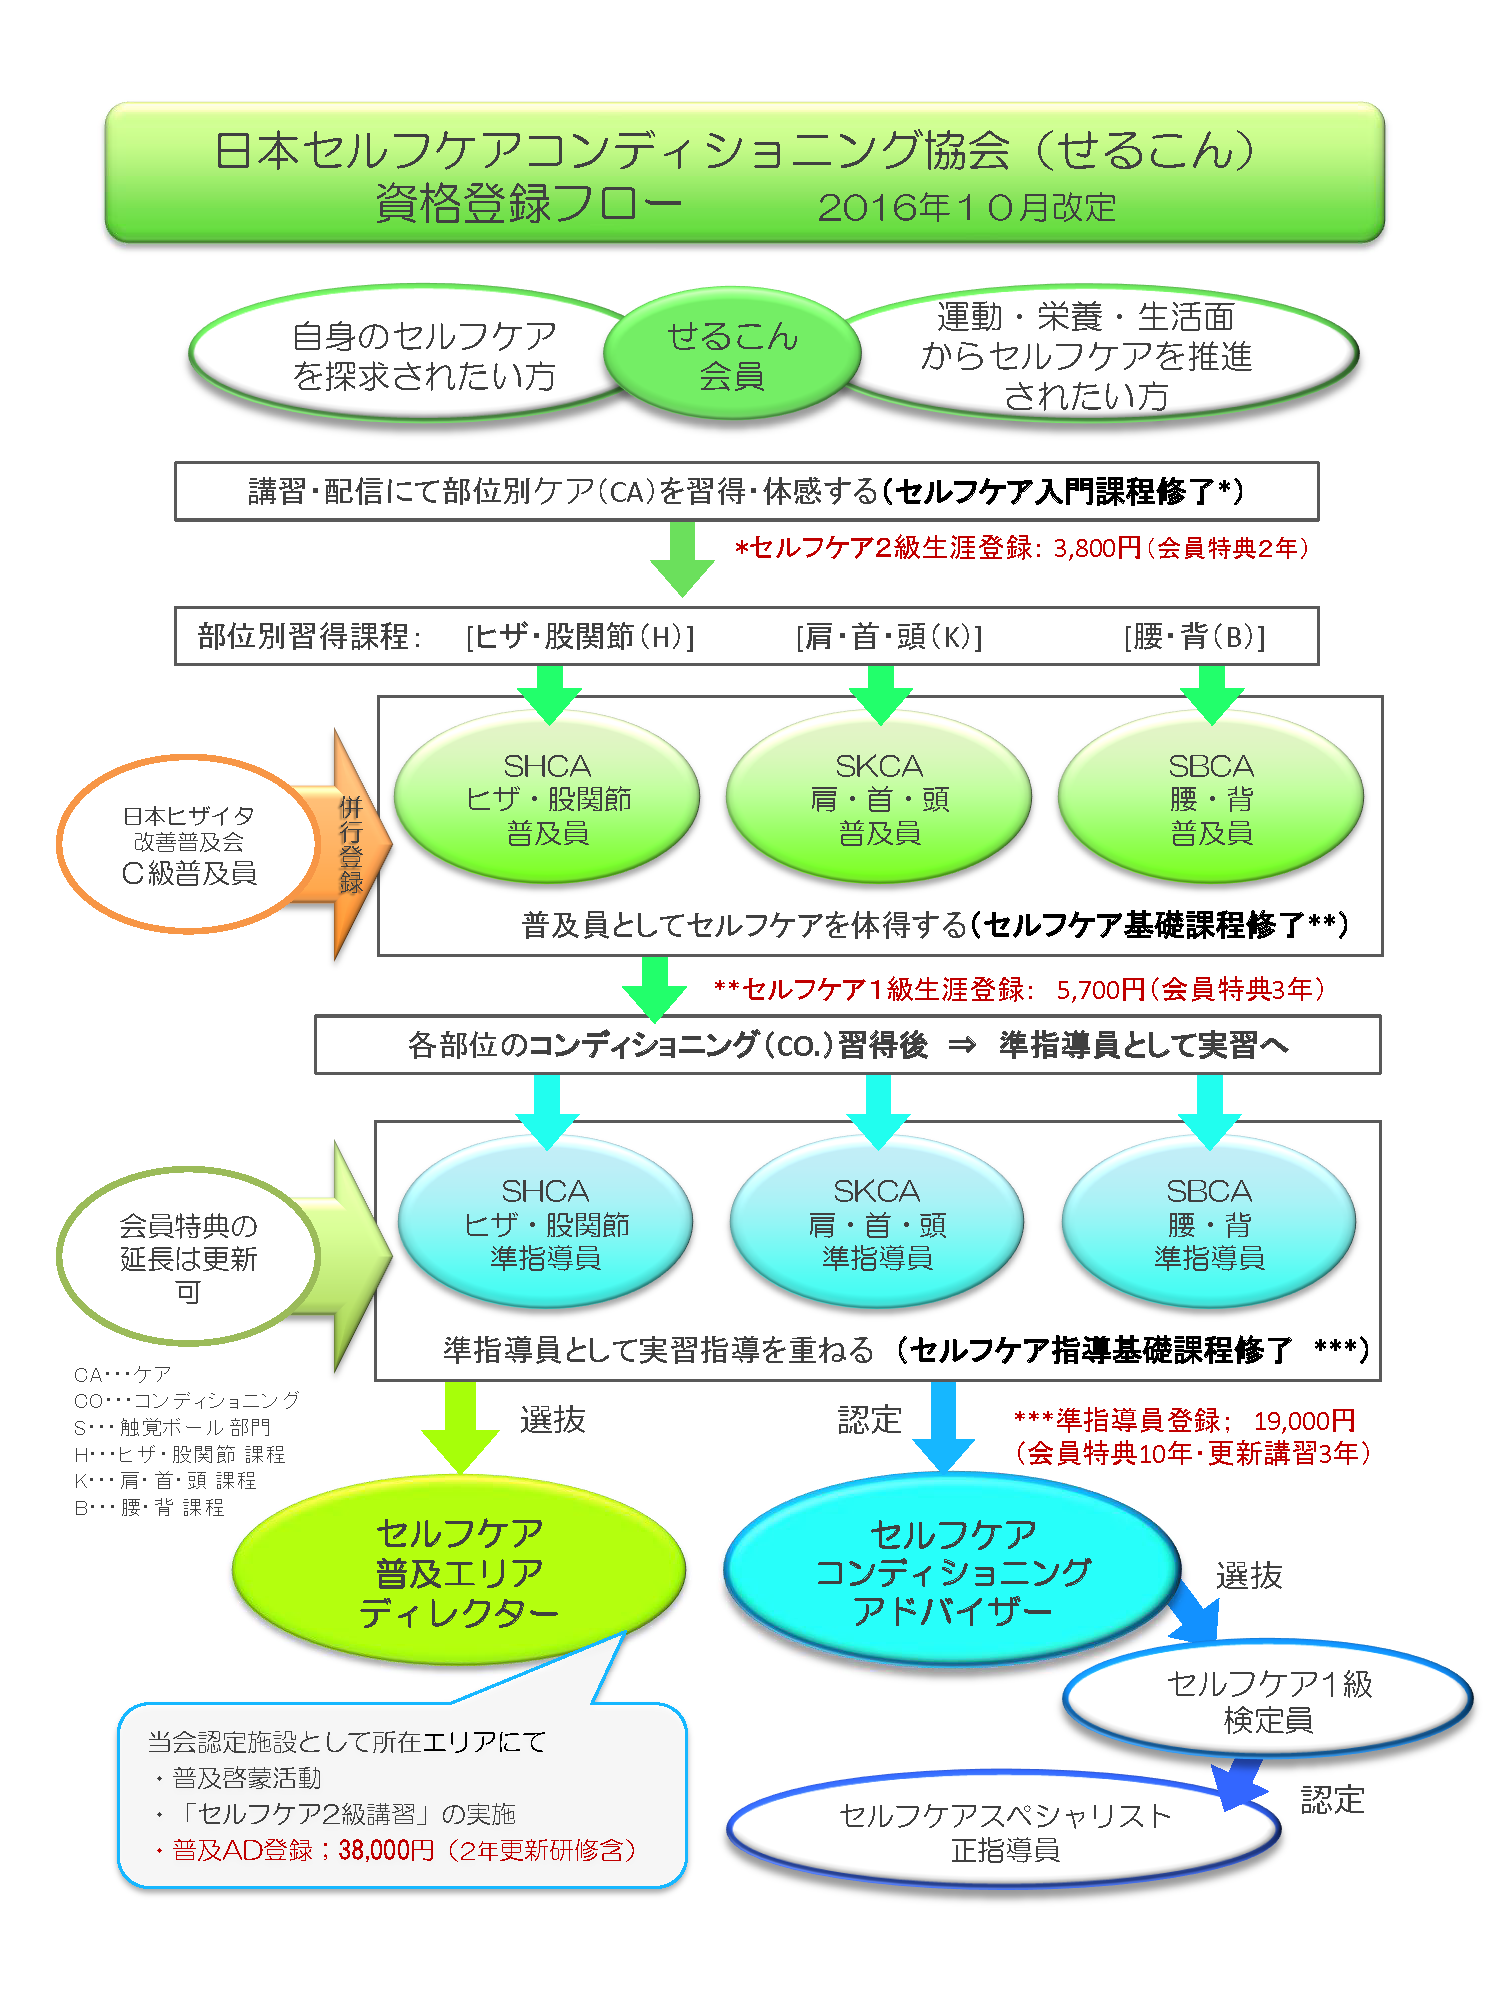 日本セルフケアコンディショニング協会（せるこん）
資格登録フロー　2016年１０月改定
自身のセルフケア
を探求されたい方
せるこん
会員
運動・栄養・生活面
からセルフケアを推進
されたい方
講習・配信にて部位別ケア（CA）を習得・体感する（セルフケア入門課程修了*）
*セルフケア２級生涯登録： 3,800円（会員特典２年）
部位別習得課程： [ヒザ・股関節（H）] [肩・首・頭（K）] [腰・背（B）]
SHCA
ヒザ・股関節
普及員
SKCA
肩・首・頭
普及員
SBCA
腰・背
普及員
日本ヒザイタ
改善普及会
Ｃ級普及員
併行登録
普及員としてセルフケアを体得する（セルフケア基礎課程修了**）
**セルフケア１級生涯登録： 5,700円（会員特典3年）
各部位のコンディショニング（CO.）習得後 ⇒ 準指導員として実習へ
SHCA
ヒザ・股関節
準指導員
SKCA
肩・首・頭
準指導員
SBCA
腰・背
準指導員
会員特典の
延長は更新
可
準指導員として実習指導を重ねる （セルフケア指導基礎課程修了 ***）
CA・・・ケア
CO・・・コンディショニング
S・・・触覚ボール部門
H・・・ヒザ・股関節 課程
K・・・肩・首・頭 課程
B・・・腰・背 課程
選抜
認定
***準指導員登録； 19,000円
（会員特典10年・更新講習3年）
セルフケア
普及エリア
ディレクター
セルフケア
コンディショニング
アドバイザー
選抜
セルフケア１級
検定員
認定
セルフケアスペシャリスト
正指導員
当会認定施設として所在エリアにて
・普及啓蒙活動
・「セルフケア2級講習」の実施
・普及AD登録；38,000円（2年更新研修含）